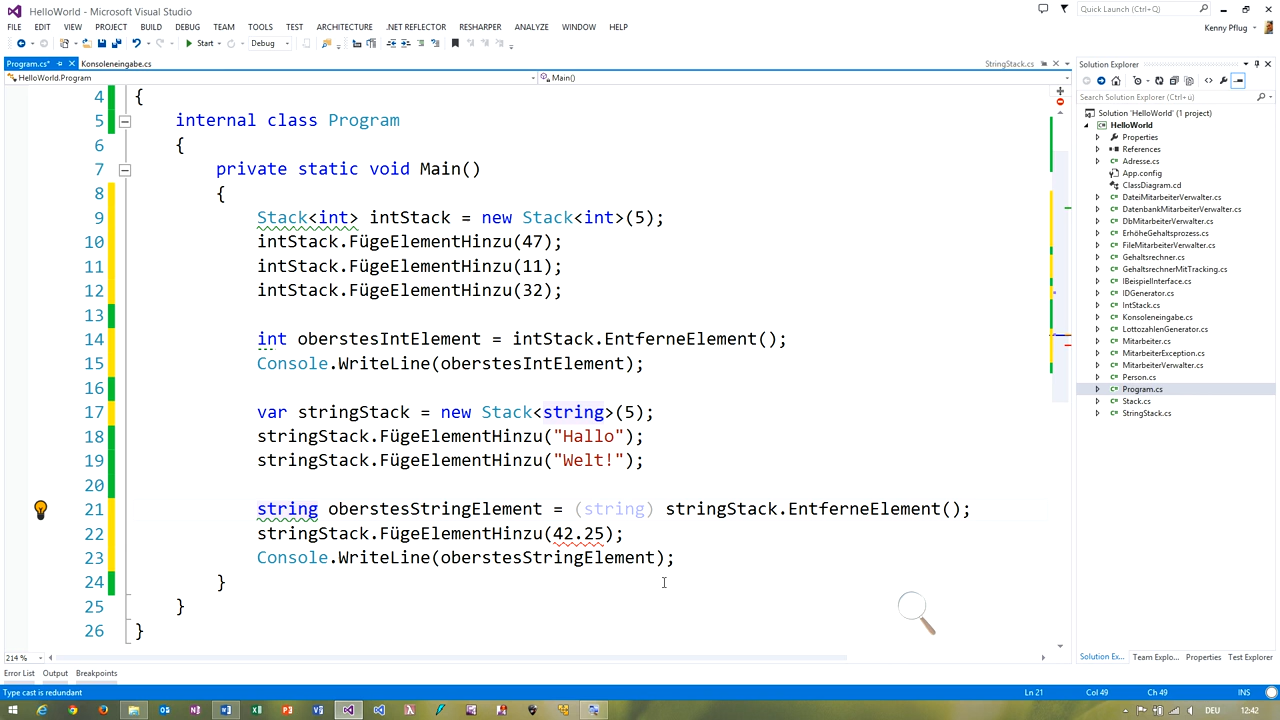 HelloWorld - Microsoft Visual Studio
Quick Launch (Ctrl+Q)
FILE EDIT VIEW PROJECT BUILD DEBUG TEAM TOOLS TEST ARCHITECTURE .NET REFLECTOR RESHARPER ANALYZE WINDOW HELP
Kenny Pflug
Start Debug
Program.cs* Konsoleneingabe.cs StringStack.cs
HelloWorld.Program Main()
4 {
5 internal class Program
6 {
7 private static void Main()
8 {
9 Stack<int> intStack = new Stack<int>(5);
10 intStack.FügeElementHinzu(47);
11 intStack.FügeElementHinzu(11);
12 intStack.FügeElementHinzu(32);
13
14 int oberstesIntElement = intStack.EntferneElement();
15 Console.WriteLine(oberstesIntElement);
16
17 var stringStack = new Stack<string>(5);
18 stringStack.FügeElementHinzu("Hallo");
19 stringStack.FügeElementHinzu("Welt!");
20
21 string oberstesStringElement = (string) stringStack.EntferneElement();
22 stringStack.FügeElementHinzu(42.25);
23 Console.WriteLine(oberstesStringElement);
24 }
25 }
26 }
214 %
Solution Explorer
Search Solution Explorer (Ctrl+ü)
Solution 'HelloWorld' (1 project)
HelloWorld
Properties
References
Adresse.cs
App.config
ClassDiagram.cd
DateiMitarbeiterVerwalter.cs
DatenbankMitarbeiterVerwalter.cs
DbMitarbeiterVerwalter.cs
ErhöheGehaltsprozess.cs
FileMitarbeiterVerwalter.cs
Gehaltsrechner.cs
GehaltsrechnerMitTracking.cs
IBeispielInterface.cs
IDGenerator.cs
IntStack.cs
Konsoleneingabe.cs
LottozahlenGenerator.cs
Mitarbeiter.cs
MitarbeiterException.cs
MitarbeiterVerwalter.cs
Person.cs
Program.cs
Stack.cs
StringStack.cs
Solution Ex... Team Explo... Properties Test Explorer
Error List Output Breakpoints
Type cast is redundant Ln 21 Col 49 Ch 49 INS
DEU 12:42